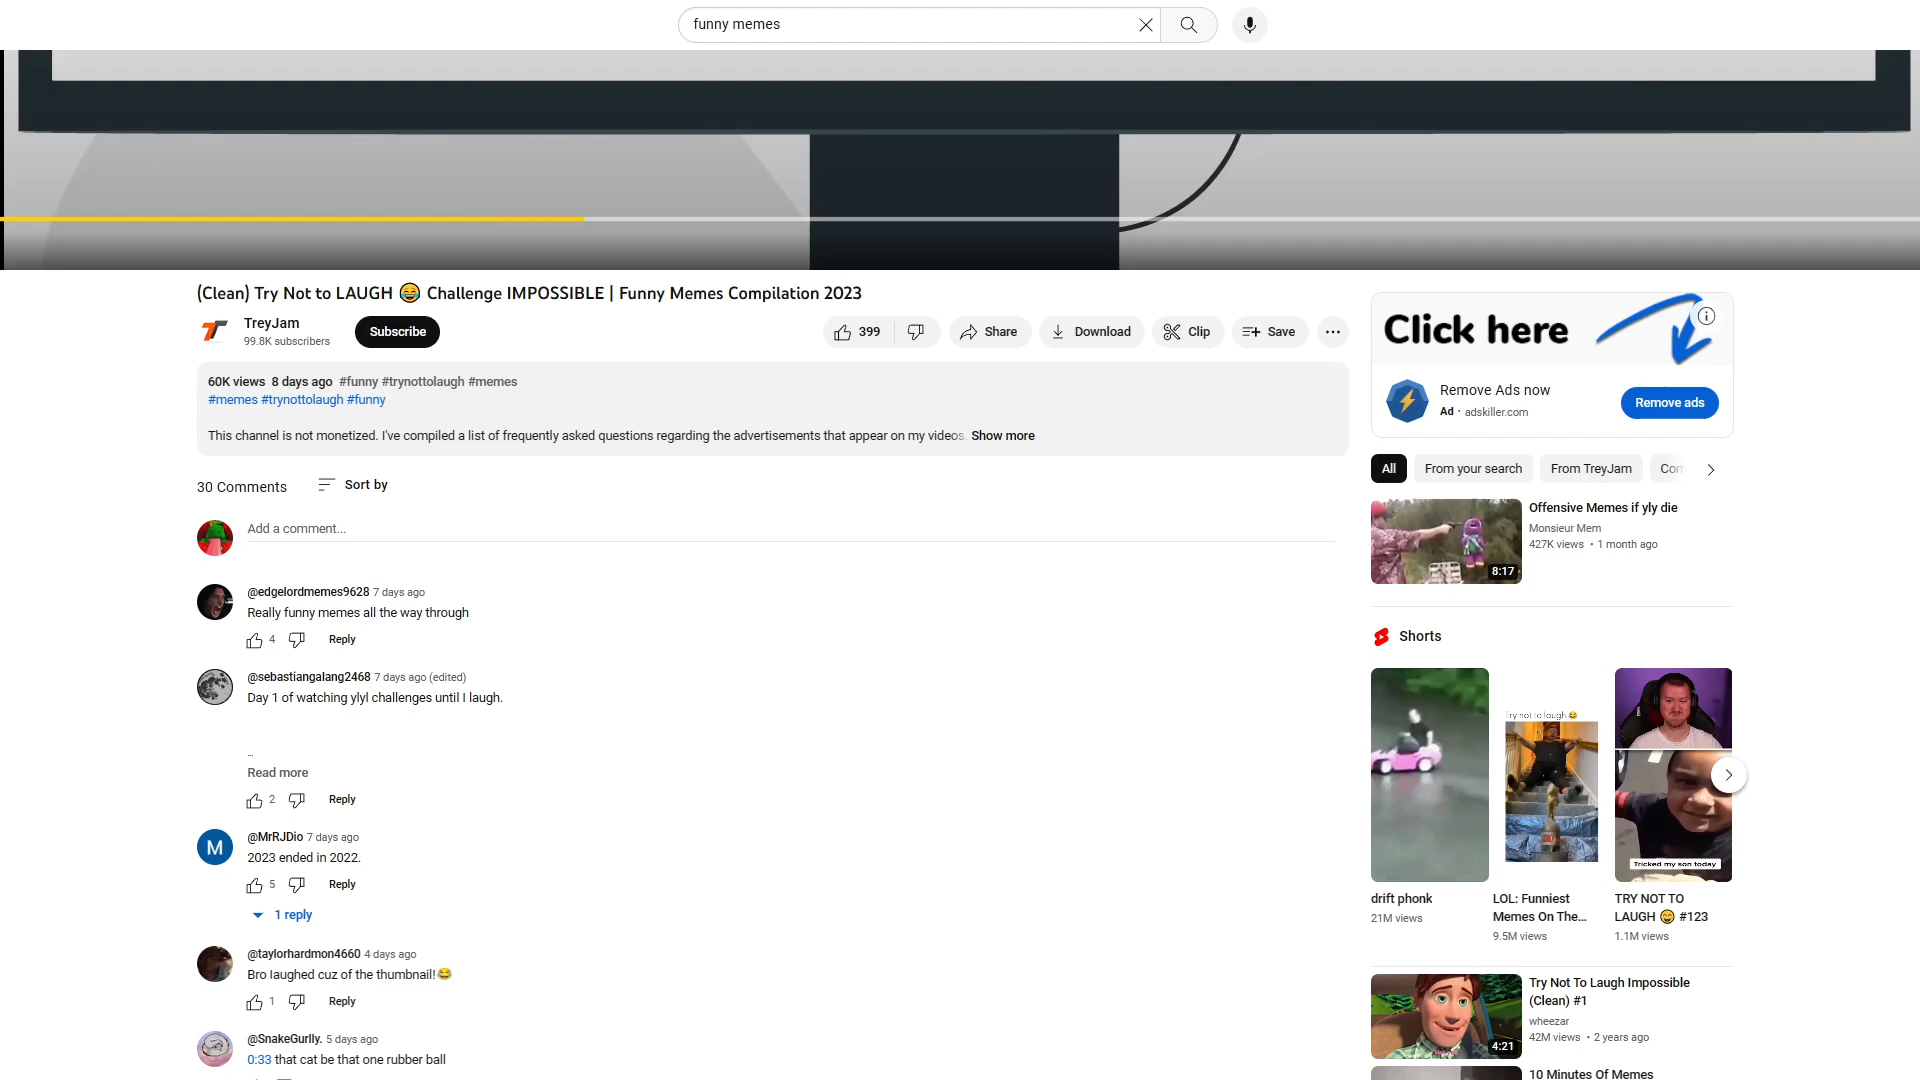 funny memes
(Clean) Try Not to LAUGH 😂 Challenge IMPOSSIBLE | Funny Memes Compilation 2023
TreyJam
99.8K subscribers
Subscribe
399
Share
Download
Clip
Save
60K views 8 days ago #funny #trynottolaugh #memes
#memes #trynottolaugh #funny
This channel is not monetized. I've compiled a list of frequently asked questions regarding the advertisements that appear on my videos. Show more
30 Comments
Sort by
Add a comment...
@edgelordmemes9628 7 days ago
Really funny memes all the way through
4
Reply
@sebastiangalang2468 7 days ago (edited)
Day 1 of watching ylyl challenges until I laugh.
...
Read more
2
Reply
M
@MrRJDio 7 days ago
2023 ended in 2022.
5
Reply
1 reply
@taylorhardmon4660 4 days ago
Bro laughed cuz of the thumbnail!😂
1
Reply
@SnakeGurlly. 5 days ago
0:33 that cat be that one rubber ball
Click here
Remove Ads now
Ad · adskiller.com
Remove ads
All
From your search
From TreyJam
Com
8:17
Offensive Memes if yly die
Monsieur Mem
427K views • 1 month ago
Shorts
Try not to laugh 😂
Tricked my son today
drift phonk
21M views
LOL: Funniest
Memes On The...
9.5M views
TRY NOT TO
LAUGH 😄 #123
1.1M views
4:21
Try Not To Laugh Impossible
(Clean) #1
wheezar
42M views • 2 years ago
10 Minutes Of Memes